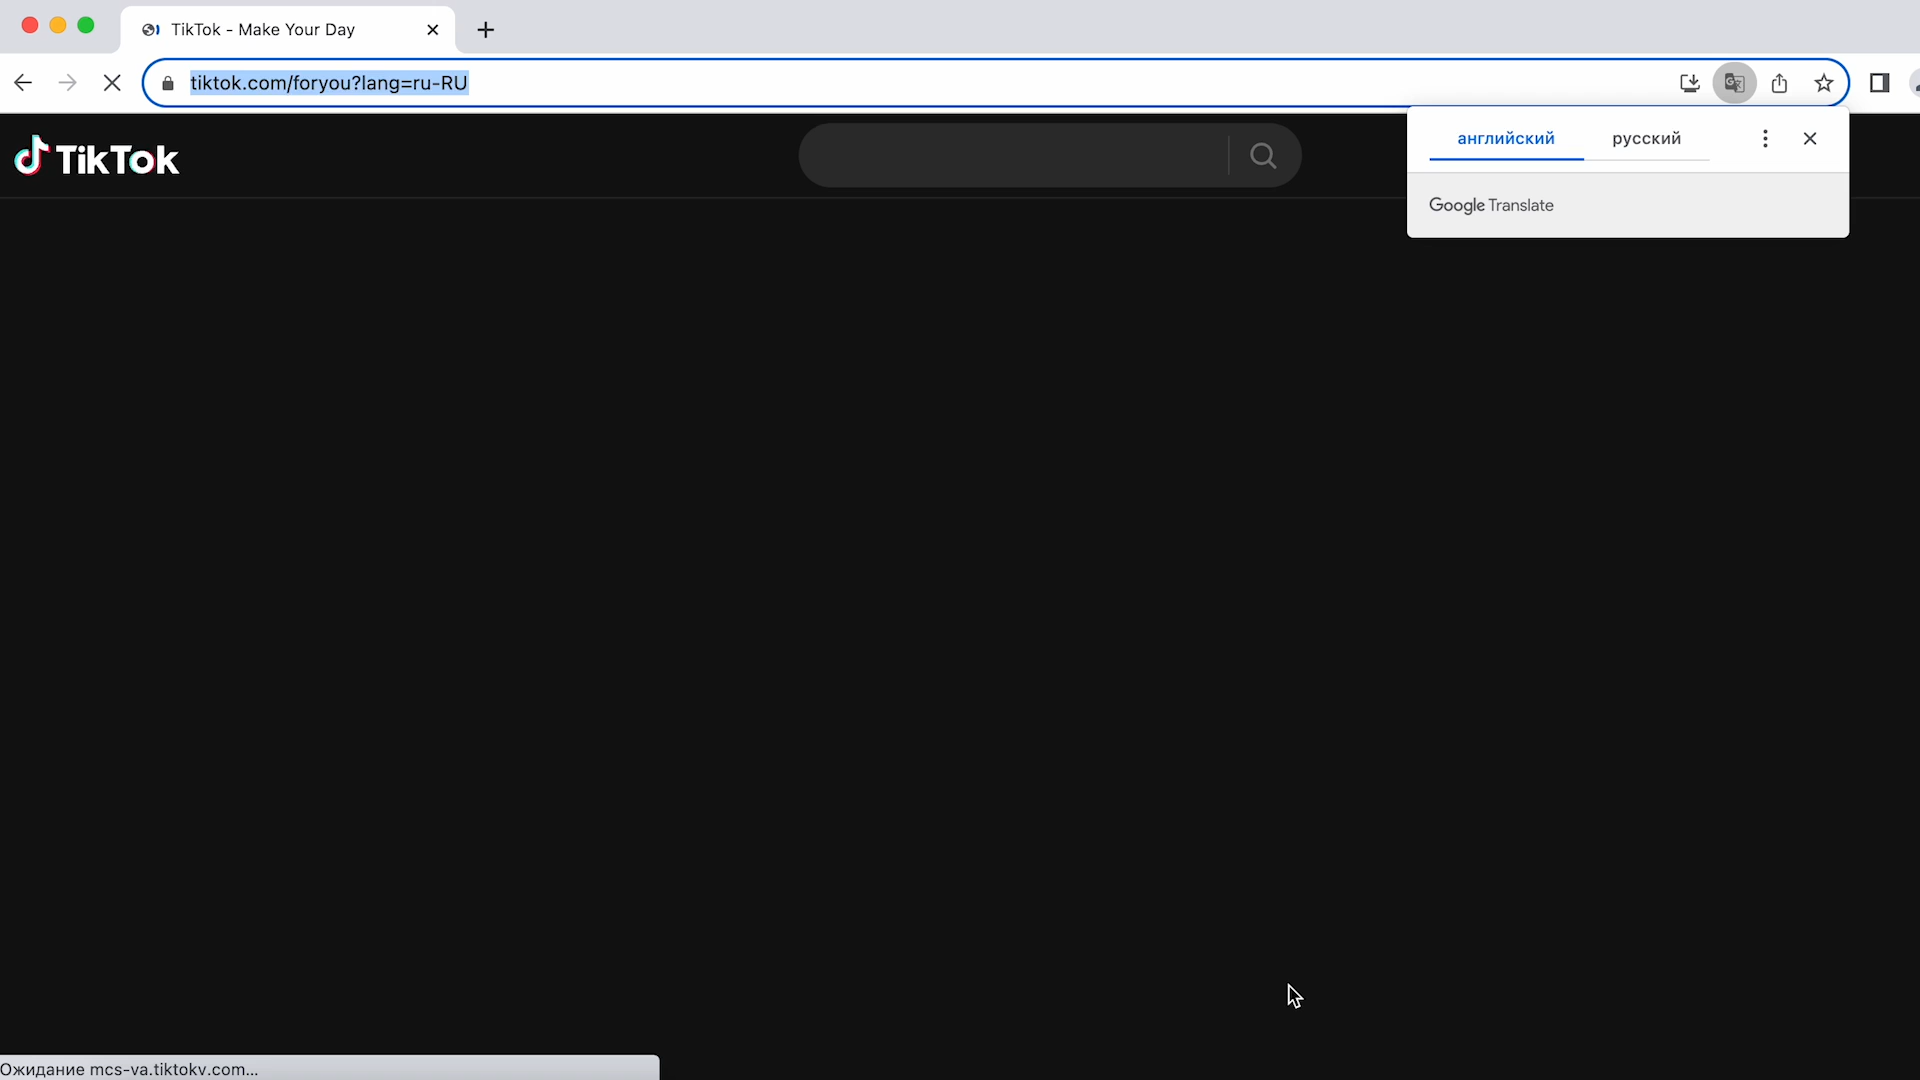 TikTok - Make Your Day
tiktok.com/foryou?lang=ru-RU
TikTok
английский русский
Google Translate
Ожидание mcs-va.tiktokv.com...